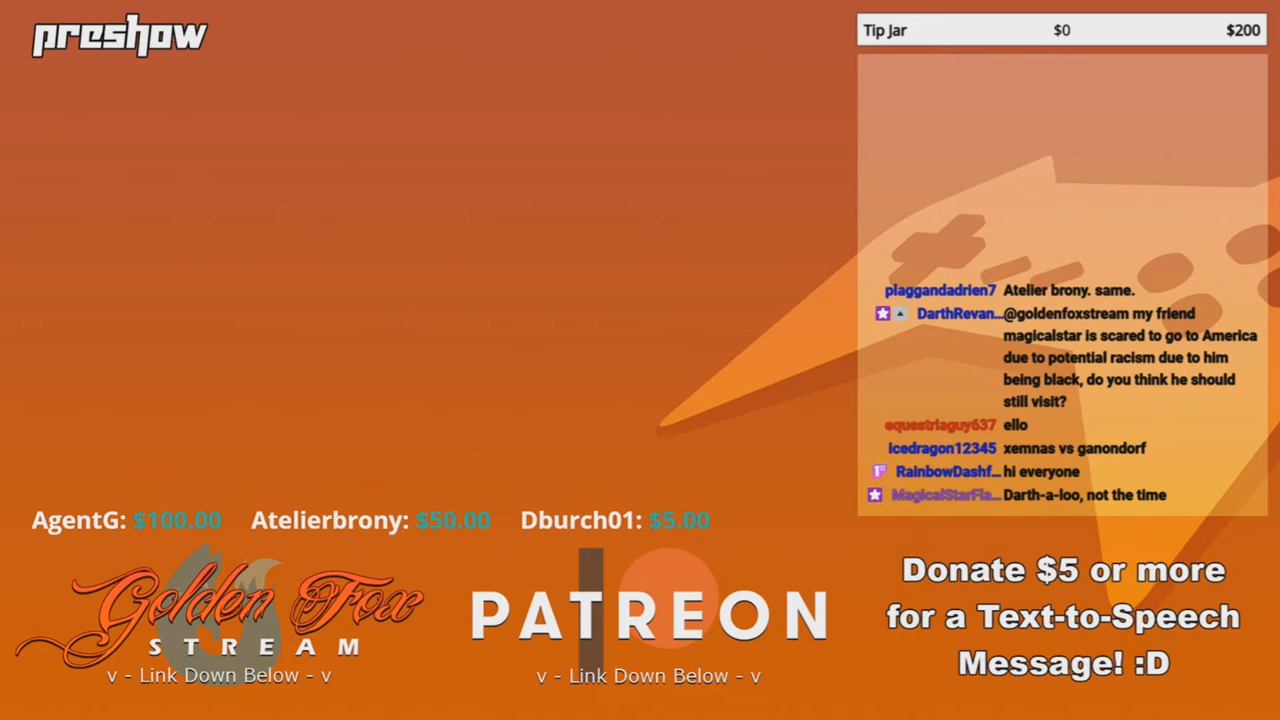 preshow
Tip Jar $0 $200
plaggandadrien7 Atelier brony. same.
DarthRevan... @goldenfoxstream my friend
magicalstar is scared to go to America
due to potential racism due to him
being black, do you think he should
still visit?
equestriaguy637 ello
icedragon12345 xemnas vs ganondorf
RainbowDashf... hi everyone
MagicalStarFla... Darth-a-loo, not the time
AgentG: $100.00 Atelierbrony: $50.00 Dburch01: $5.00
Golden Fox
STREAM
v - Link Down Below - v
PATREON
v - Link Down Below - v
Donate $5 or more
for a Text-to-Speech
Message! :D